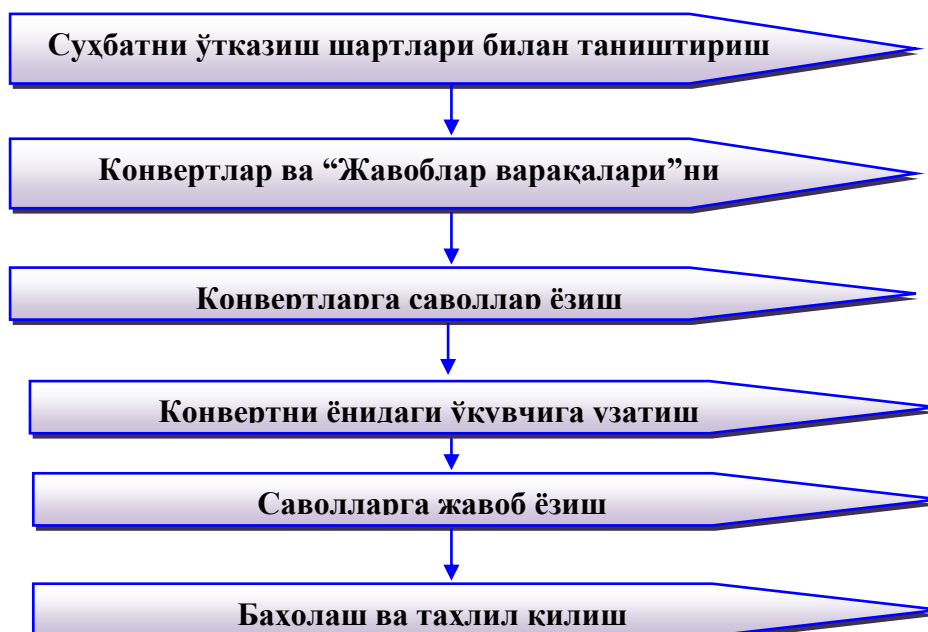 Суҳбатни ўтказиш шартлари билан таништириш
Конвертлар ва “Жавоблар варақалари”ни
Конвертларга саволлар ёзиш
Конвертни ёнидаги ўқувчига узатиш
Саволларга жавоб ёзиш
Баҳолаш ва таҳлил қилиш